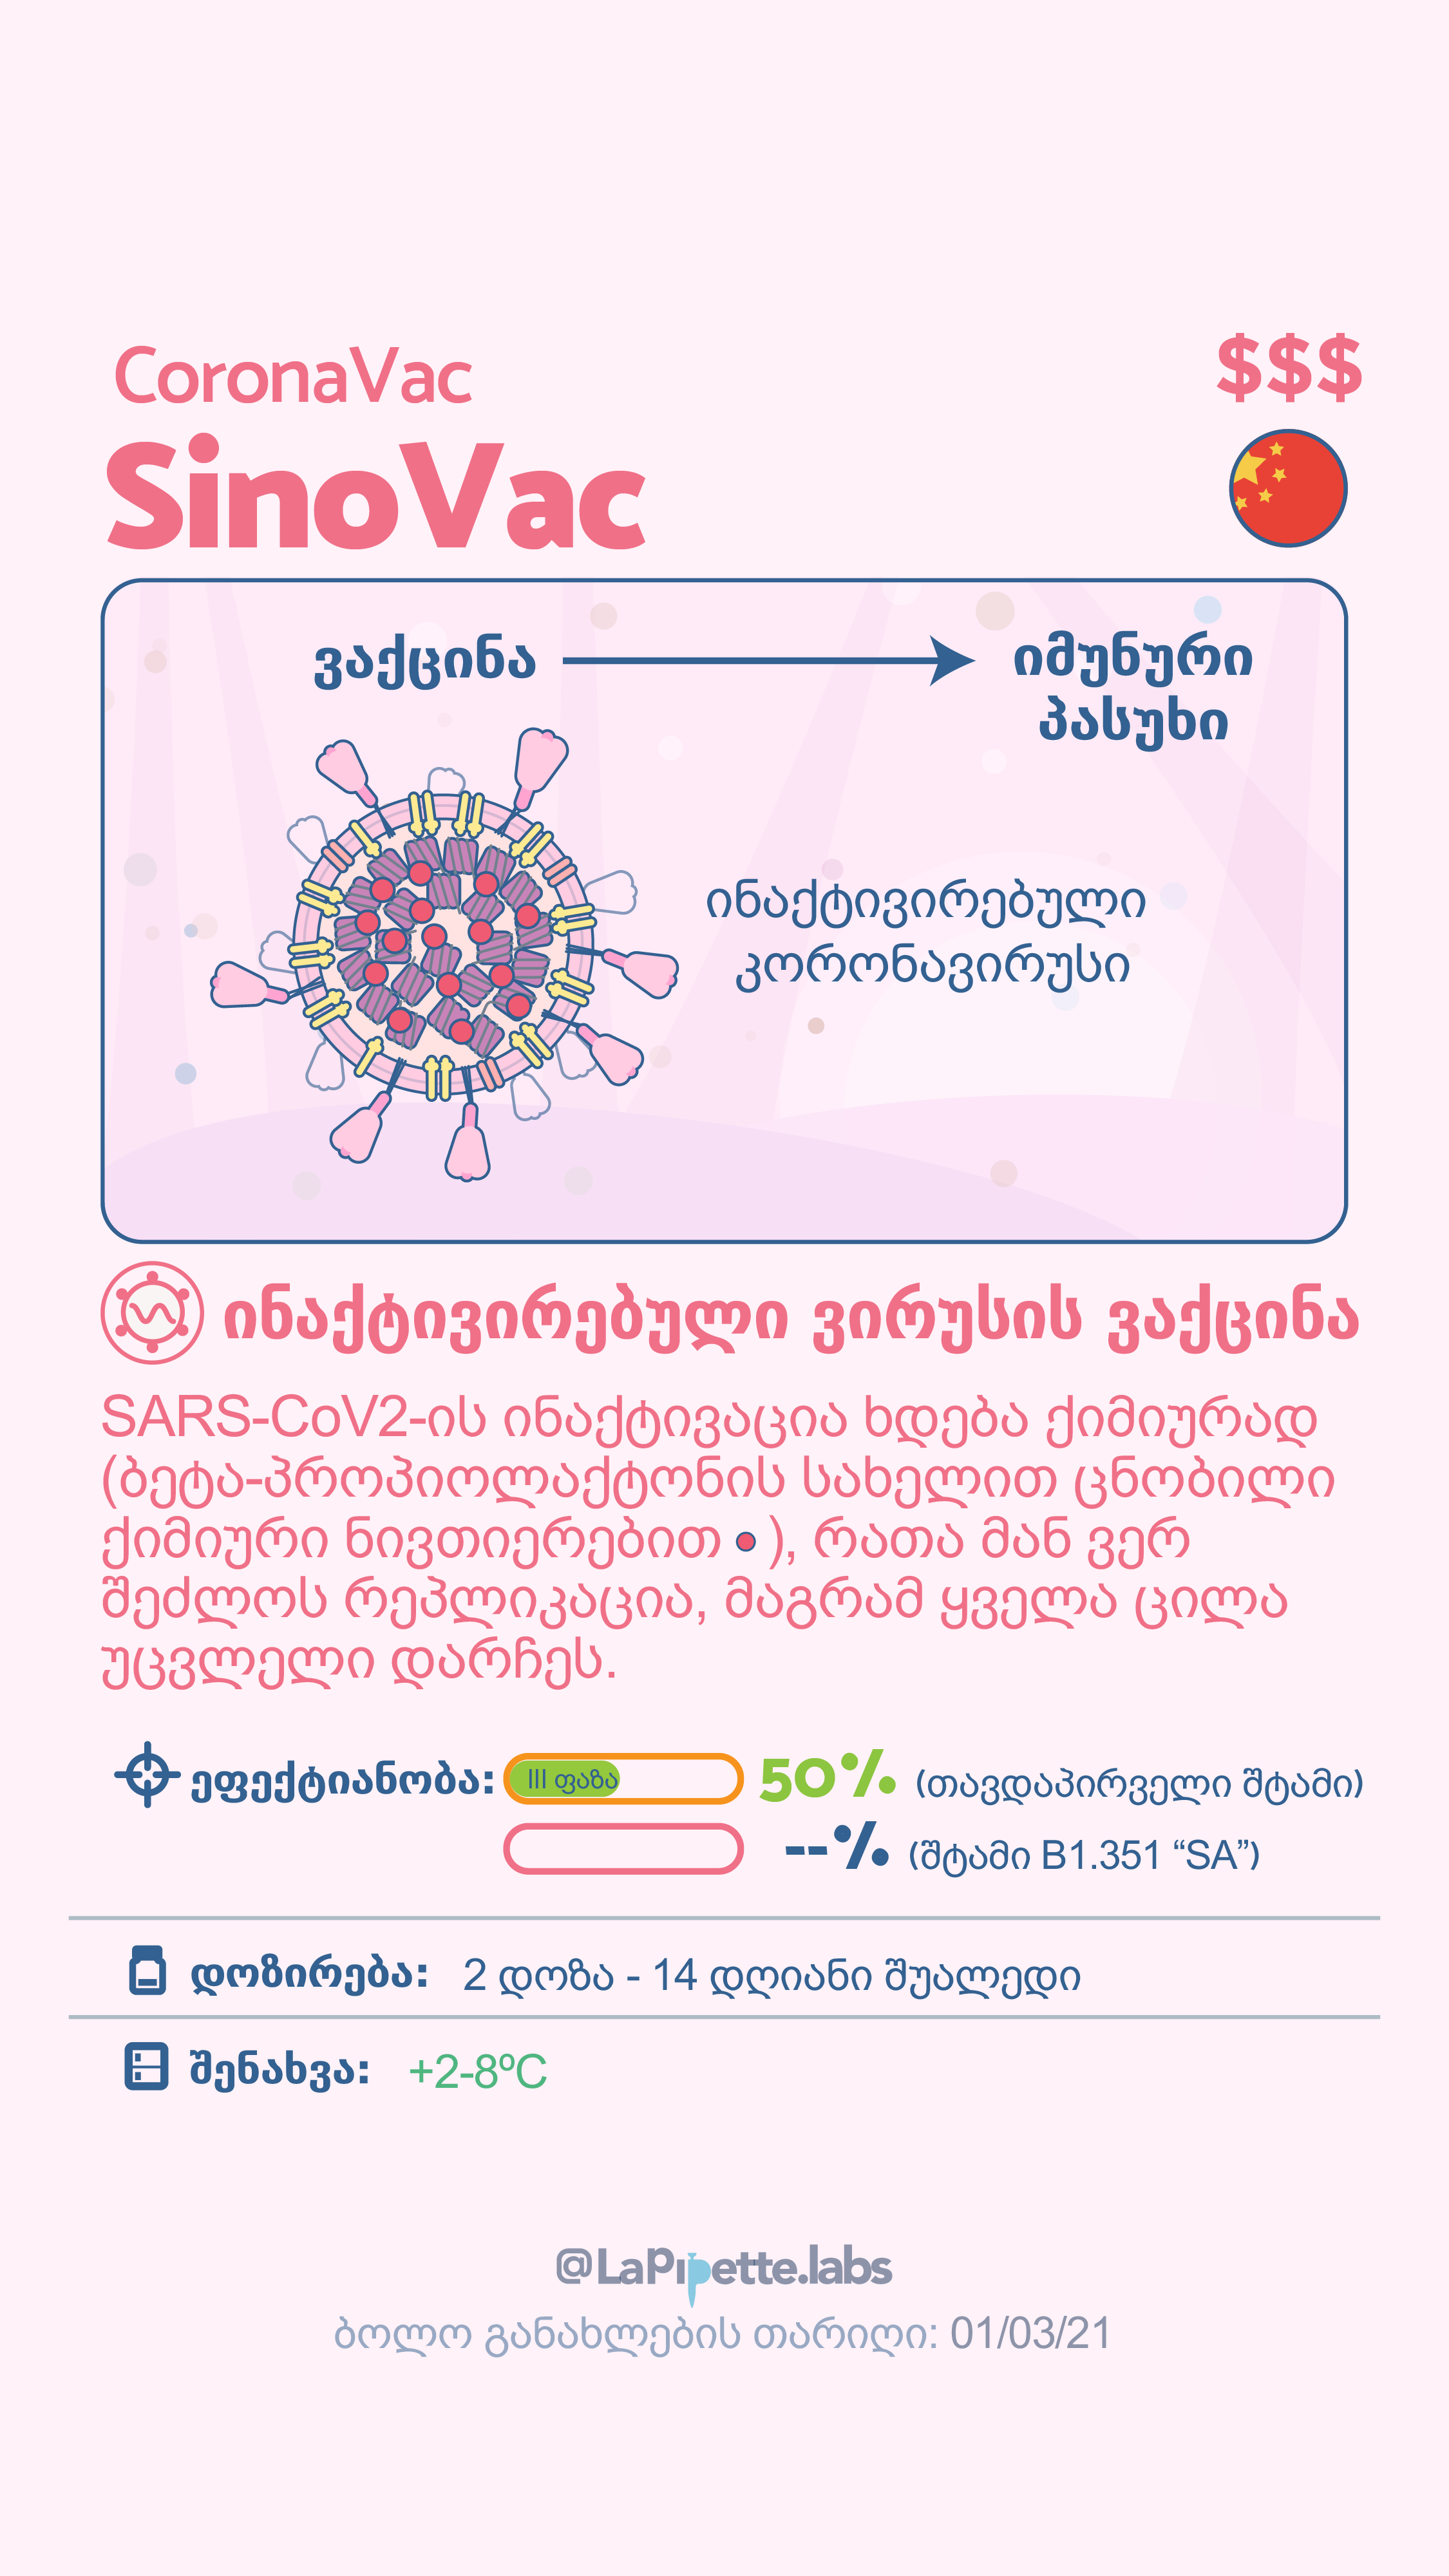 CoronaVac
$$$
SinoVac
ვაქცინა
იმუნური
პასუხი
ინაქტივირებული
კორონავირუსი
ინაქტივირებული ვირუსის ვაქცინა
SARS-CoV2-ის ინაქტივაცია ხდება ქიმიურად
(ბეტა-პროპიოლაქტონის სახელით ცნობილი
ქიმიური ნივთიერებით ), რათა მან ვერ
შეძლოს რეპლიკაცია, მაგრამ ყველა ცილა
უცვლელი დარჩეს.
ეფექტიანობა: III ფაზა 50% (თავდაპირველი შტამი)
--% (შტამი B1.351 “SA”)
დოზირება: 2 დოზა - 14 დღიანი შუალედი
შენახვა: +2-8ºC
@LaPipette.labs
ბოლო განახლების თარიღი: 01/03/21